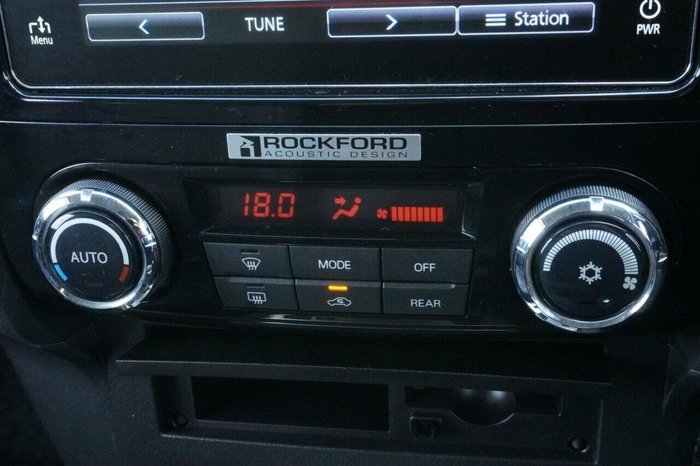 Menu
TUNE
Station
PWR
ROCKFORD
ACOUSTIC DESIGN
18.0
AUTO
MODE
OFF
REAR